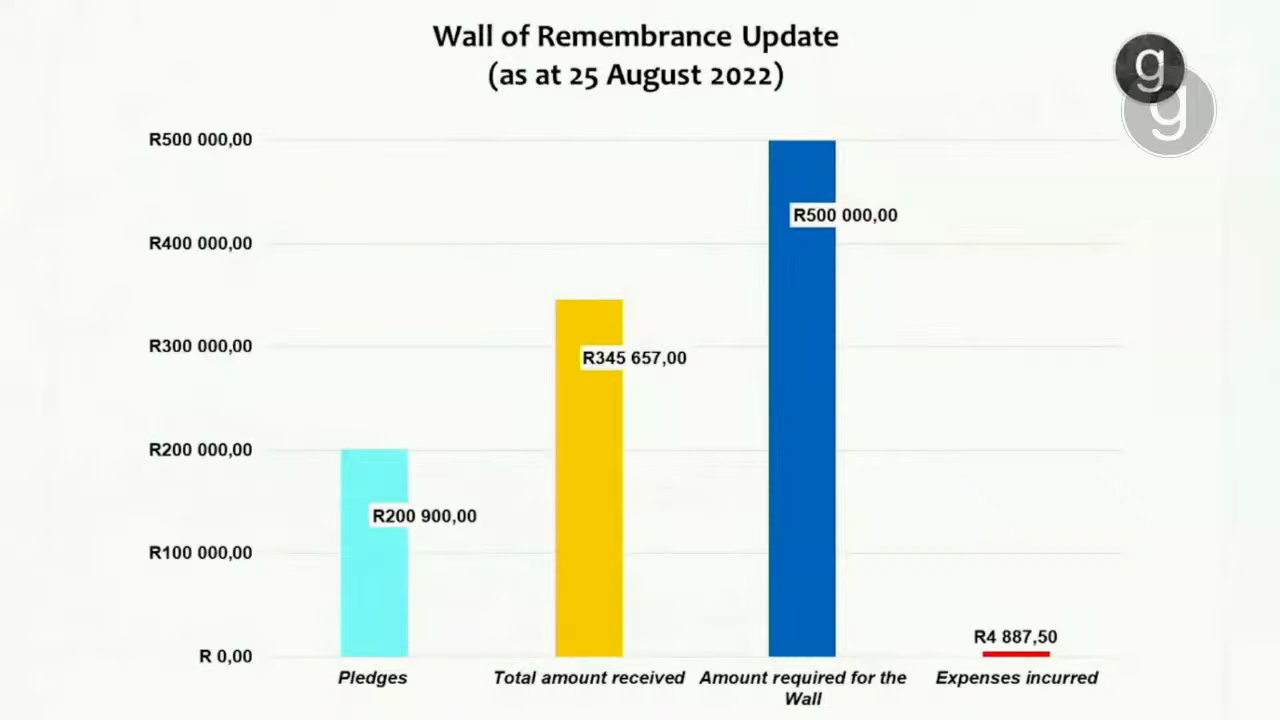 Wall of Remembrance Update
(as at 25 August 2022)
g
g
R500 000,00
R400 000,00
R300 000,00
R200 000,00
R100 000,00
R 0,00
R200 900,00
R345 657,00
R500 000,00
R4 887,50
Pledges
Total amount received
Amount required for the
Wall
Expenses incurred